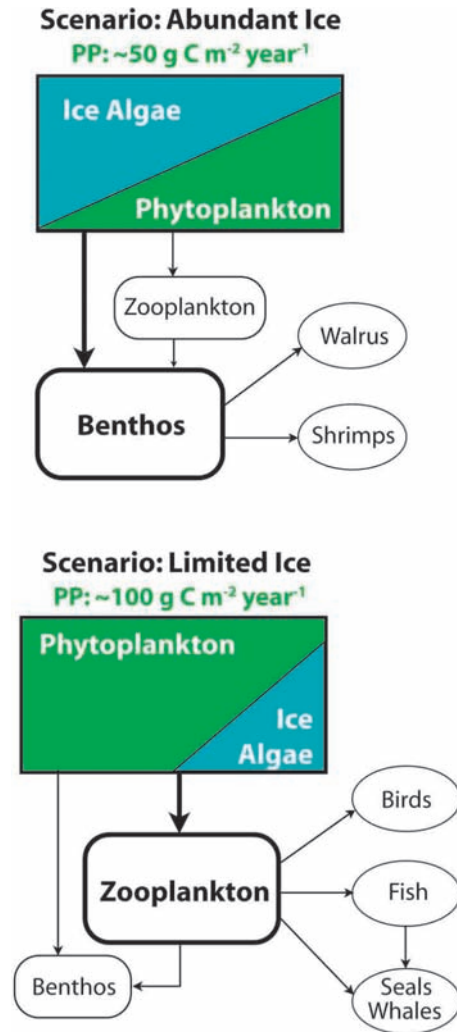 Scenario: Abundant Ice
PP: ~50 g C m⁻² year⁻¹
Ice Algae
Phytoplankton
Zooplankton
Walrus
Benthos
Shrimps
Scenario: Limited Ice
PP: ~100 g C m⁻² year⁻¹
Phytoplankton
Ice
Algae
Birds
Zooplankton
Fish
Benthos
Seals
Whales